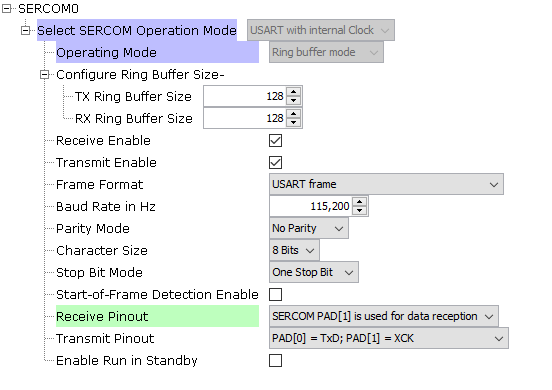 SERCOM0
Select SERCOM Operation Mode USART with internal Clock
Operating Mode Ring buffer mode
Configure Ring Buffer Size-
TX Ring Buffer Size 128
RX Ring Buffer Size 128
Receive Enable
Transmit Enable
Frame Format USART frame
Baud Rate in Hz 115,200
Parity Mode No Parity
Character Size 8 Bits
Stop Bit Mode One Stop Bit
Start-of-Frame Detection Enable
Receive Pinout SERCOM PAD[1] is used for data reception
Transmit Pinout PAD[0] = TxD; PAD[1] = XCK
Enable Run in Standby